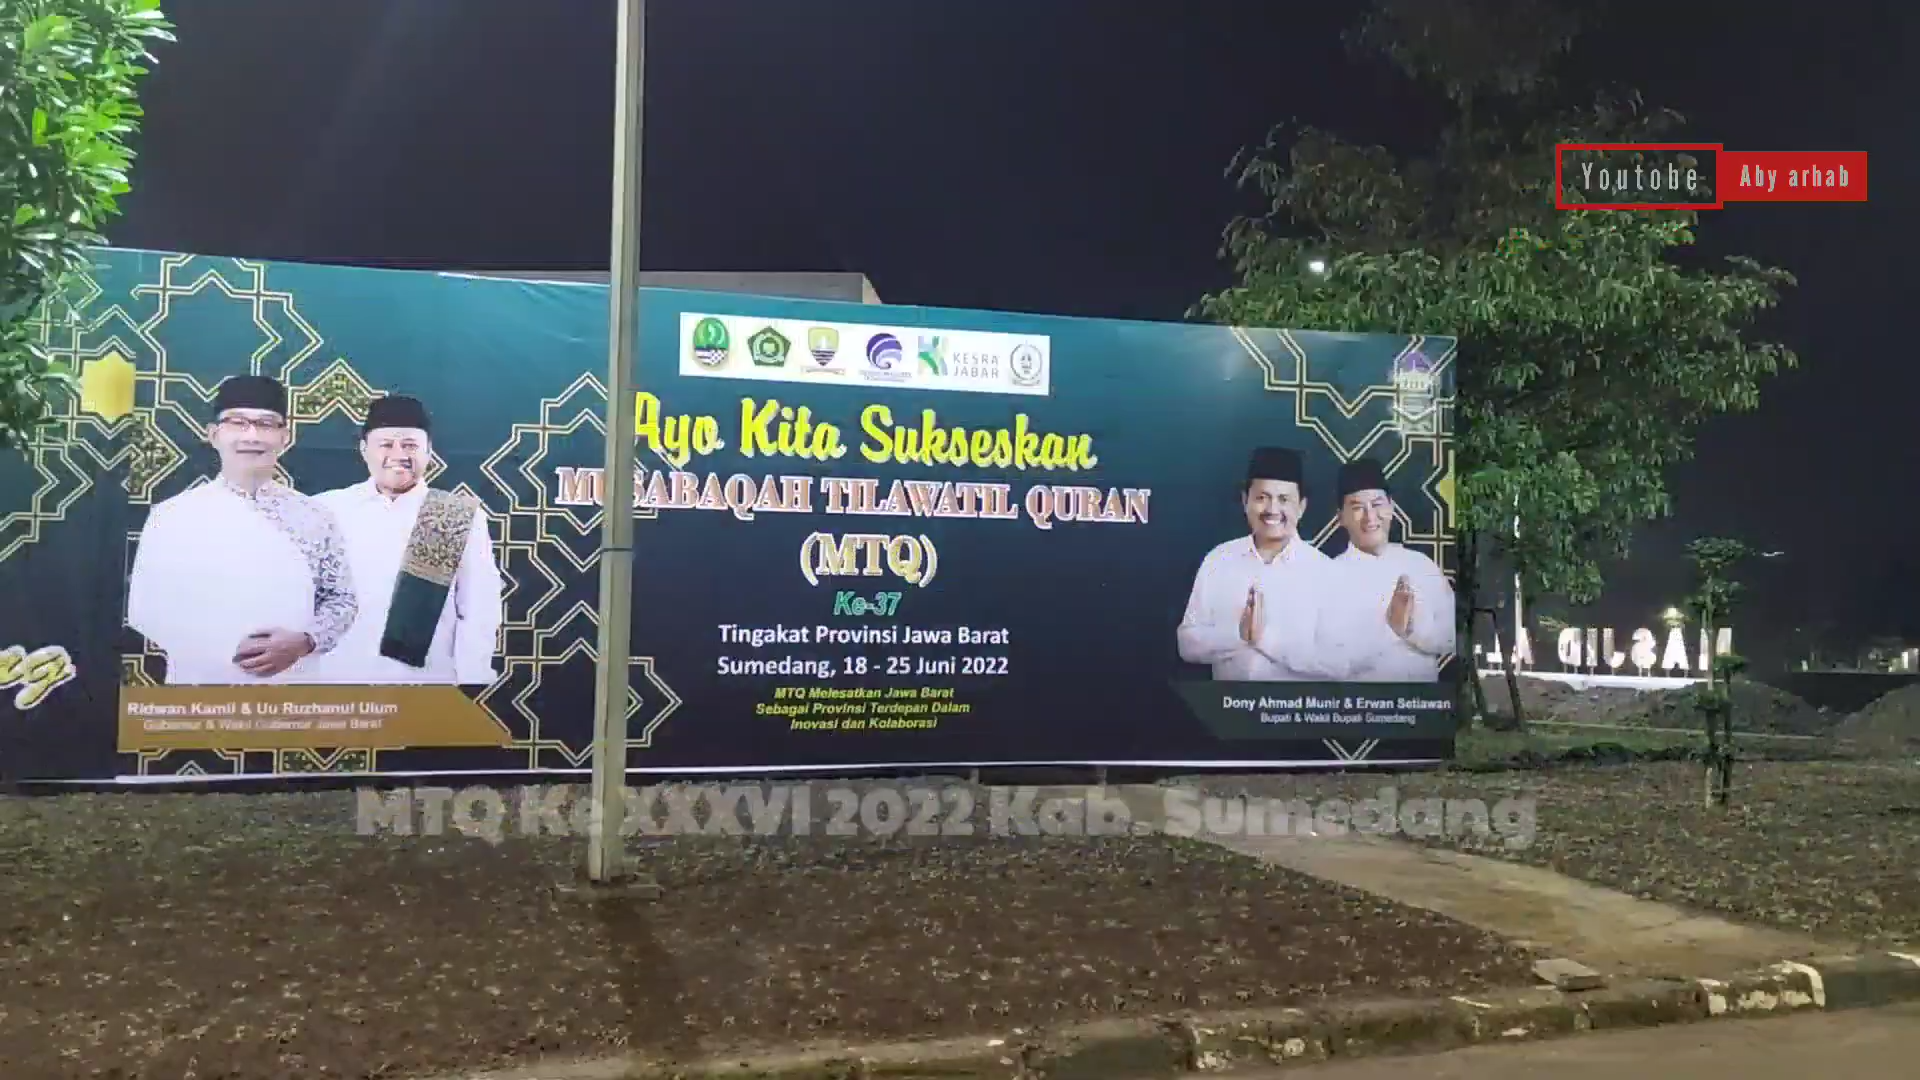 Youtobe Aby arhab
KESRA
JABAR
Ayo Kita Sukseskan
MUSABAQAH TILAWATIL QURAN
(MTQ)
Ke-37
Tingakat Provinsi Jawa Barat
Sumedang, 18 - 25 Juni 2022
MTQ Melesatkan Jawa Barat
Sebagai Provinsi Terdepan Dalam
Inovasi dan Kolaborasi
Ridwan Kamil & Uu Ruzhanul Ulum
Gubernur & Wakil Gubernur Jawa Barat
Dony Ahmad Munir & Erwan Setiawan
Bupati & Wakil Bupati Sumedang
MASJID AL-
MTQ Ke XXXVI 2022 Kab. Sumedang